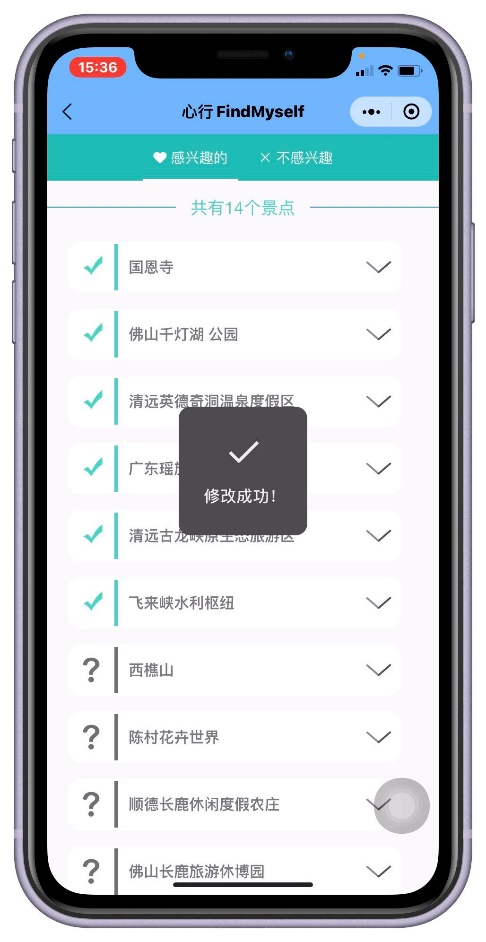 15:36
心行 FindMyself
感兴趣的
不感兴趣
共有14个景点
国恩寺
佛山千灯湖 公园
清远英德奇洞温泉度假区
广东瑶
修改成功!
清远古龙峡原生态旅游区
飞来峡水利枢纽
?
西樵山
?
陈村花卉世界
?
顺德长鹿休闲度假农庄
?
佛山长鹿旅游休博园